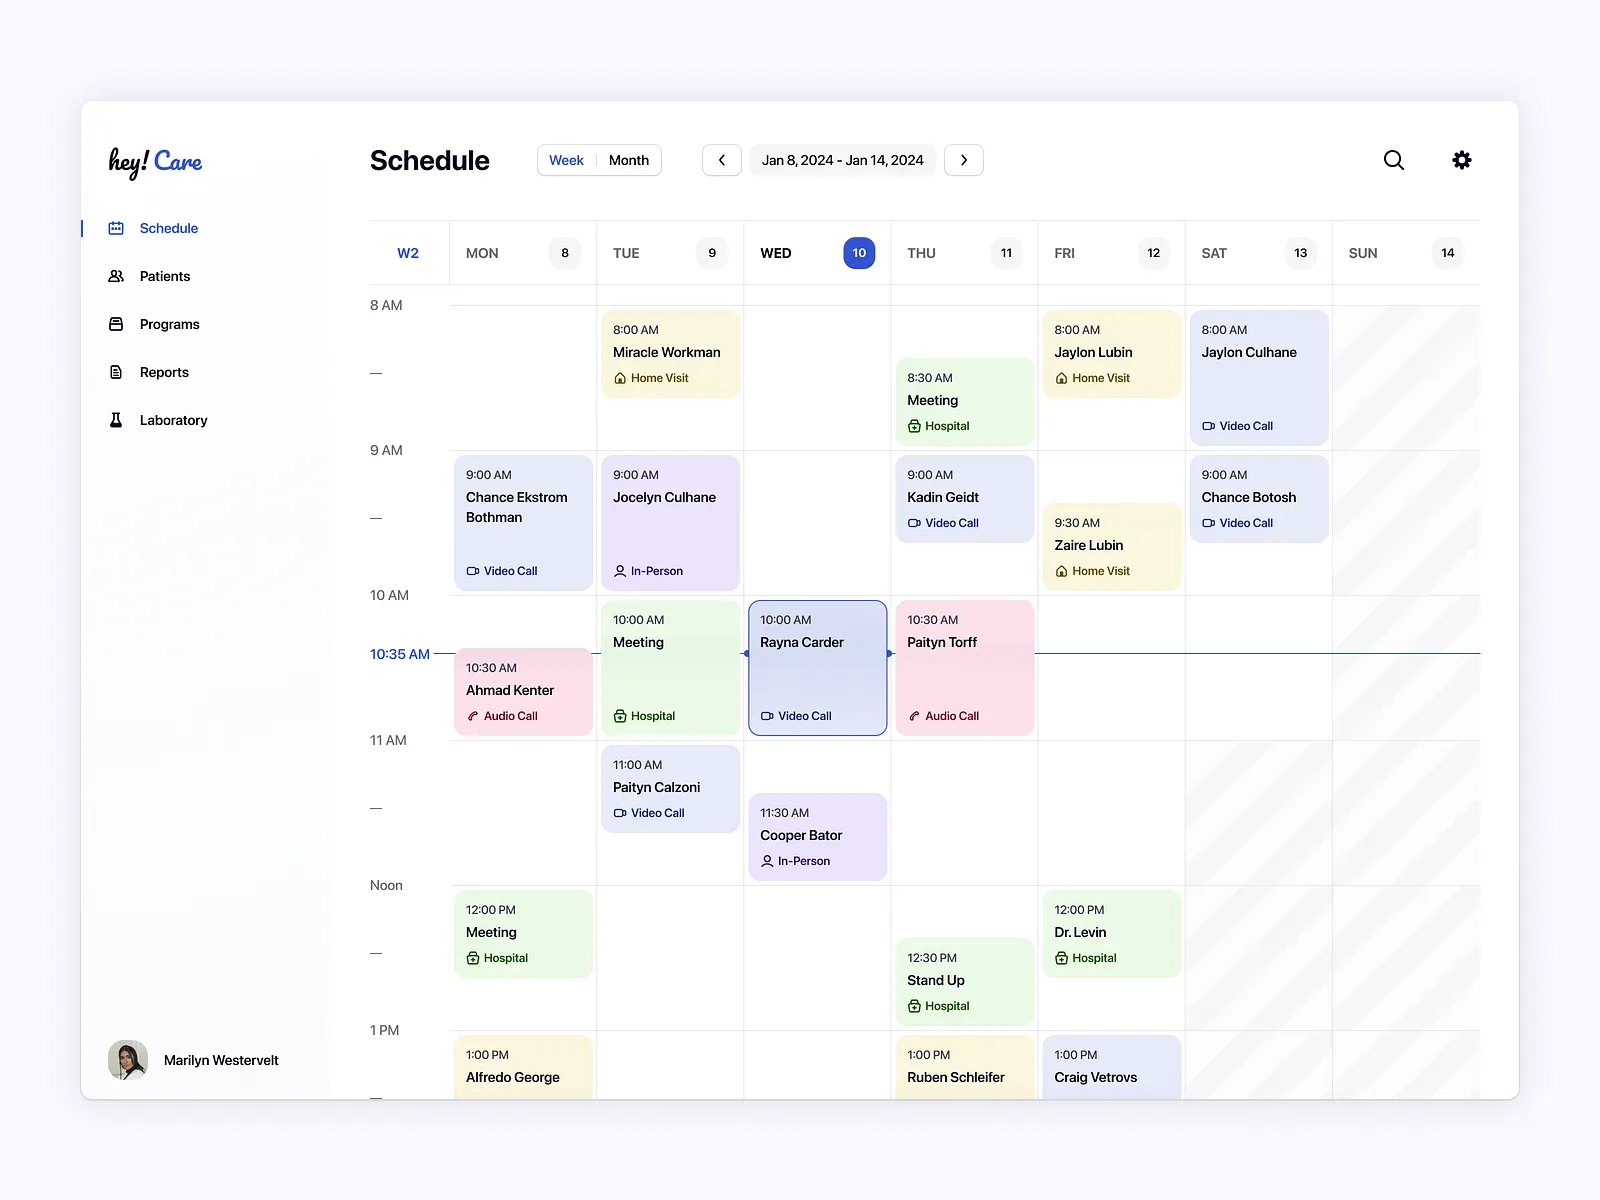 hey! Care
Schedule
Week
Month
Jan 8, 2024 - Jan 14, 2024
Schedule
Patients
Programs
Reports
Laboratory
Marilyn Westervelt
W2
MON 8
TUE 9
WED 10
THU 11
FRI 12
SAT 13
SUN 14
8 AM
9 AM
10 AM
10:35 AM
11 AM
Noon
1 PM
9:00 AM
Chance Ekstrom
Bothman
Video Call
10:30 AM
Ahmad Kenter
Audio Call
12:00 PM
Meeting
Hospital
1:00 PM
Alfredo George
8:00 AM
Miracle Workman
Home Visit
9:00 AM
Jocelyn Culhane
In-Person
10:00 AM
Meeting
Hospital
11:00 AM
Paityn Calzoni
Video Call
10:00 AM
Rayna Carder
Video Call
11:30 AM
Cooper Bator
In-Person
8:30 AM
Meeting
Hospital
9:00 AM
Kadin Geidt
Video Call
10:30 AM
Paityn Torff
Audio Call
12:30 PM
Stand Up
Hospital
1:00 PM
Ruben Schleifer
8:00 AM
Jaylon Lubin
Home Visit
9:30 AM
Zaire Lubin
Home Visit
12:00 PM
Dr. Levin
Hospital
1:00 PM
Craig Vetrovs
8:00 AM
Jaylon Culhane
Video Call
9:00 AM
Chance Botosh
Video Call